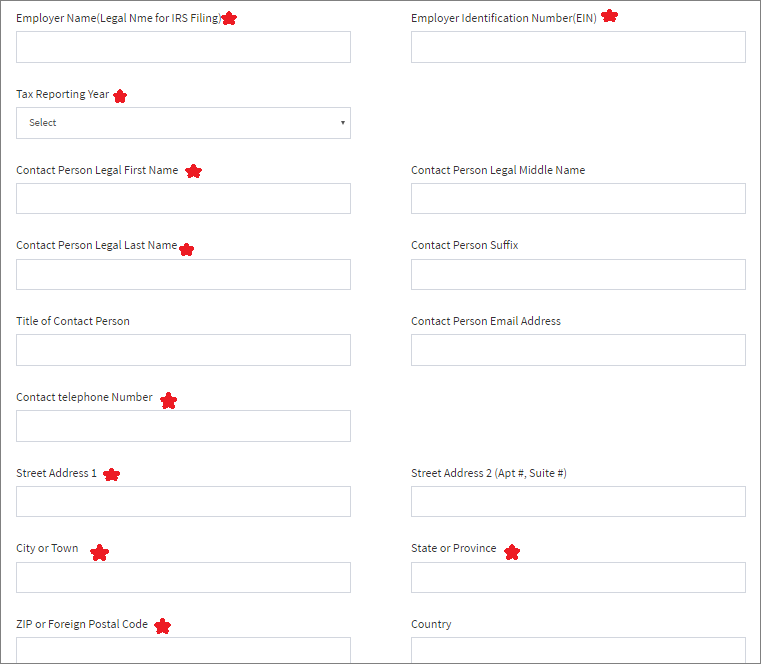 Employer Name(Legal Nme for IRS Filing)
Employer Identification Number(EIN)
Tax Reporting Year
Select
Contact Person Legal First Name
Contact Person Legal Middle Name
Contact Person Legal Last Name
Contact Person Suffix
Title of Contact Person
Contact Person Email Address
Contact telephone Number
Street Address 1
Street Address 2 (Apt #, Suite #)
City or Town
State or Province
ZIP or Foreign Postal Code
Country